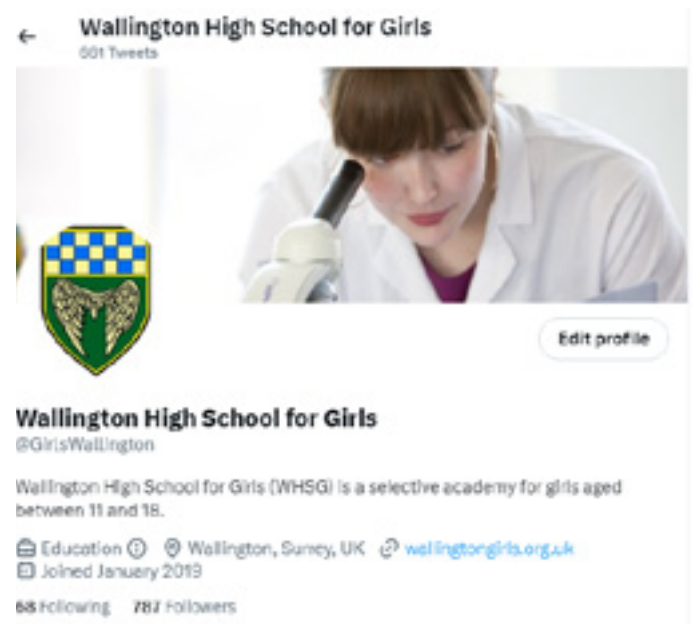 Wallington High School for Girls
601 Tweets
Edit profile
Wallington High School for Girls
@GirlsWallington
Wallington High School for Girls (WHSG) is a selective academy for girls aged
between 11 and 18.
Education Wallington, Surrey, UK wallingtongirls.org.uk
Joined January 2019
68 Following 787 Followers